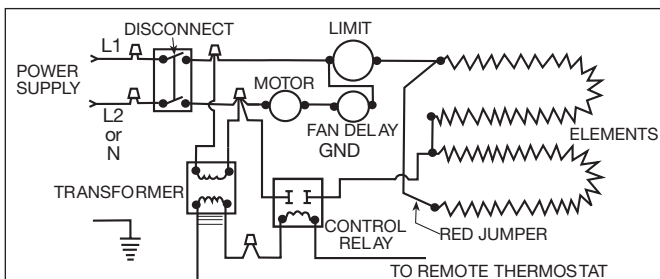 DISCONNECT
LIMIT
L1
POWER
SUPPLY
MOTOR
L2
or
N
FAN DELAY
GND
ELEMENTS
TRANSFORMER
CONTROL
RELAY
RED JUMPER
TO REMOTE THERMOSTAT